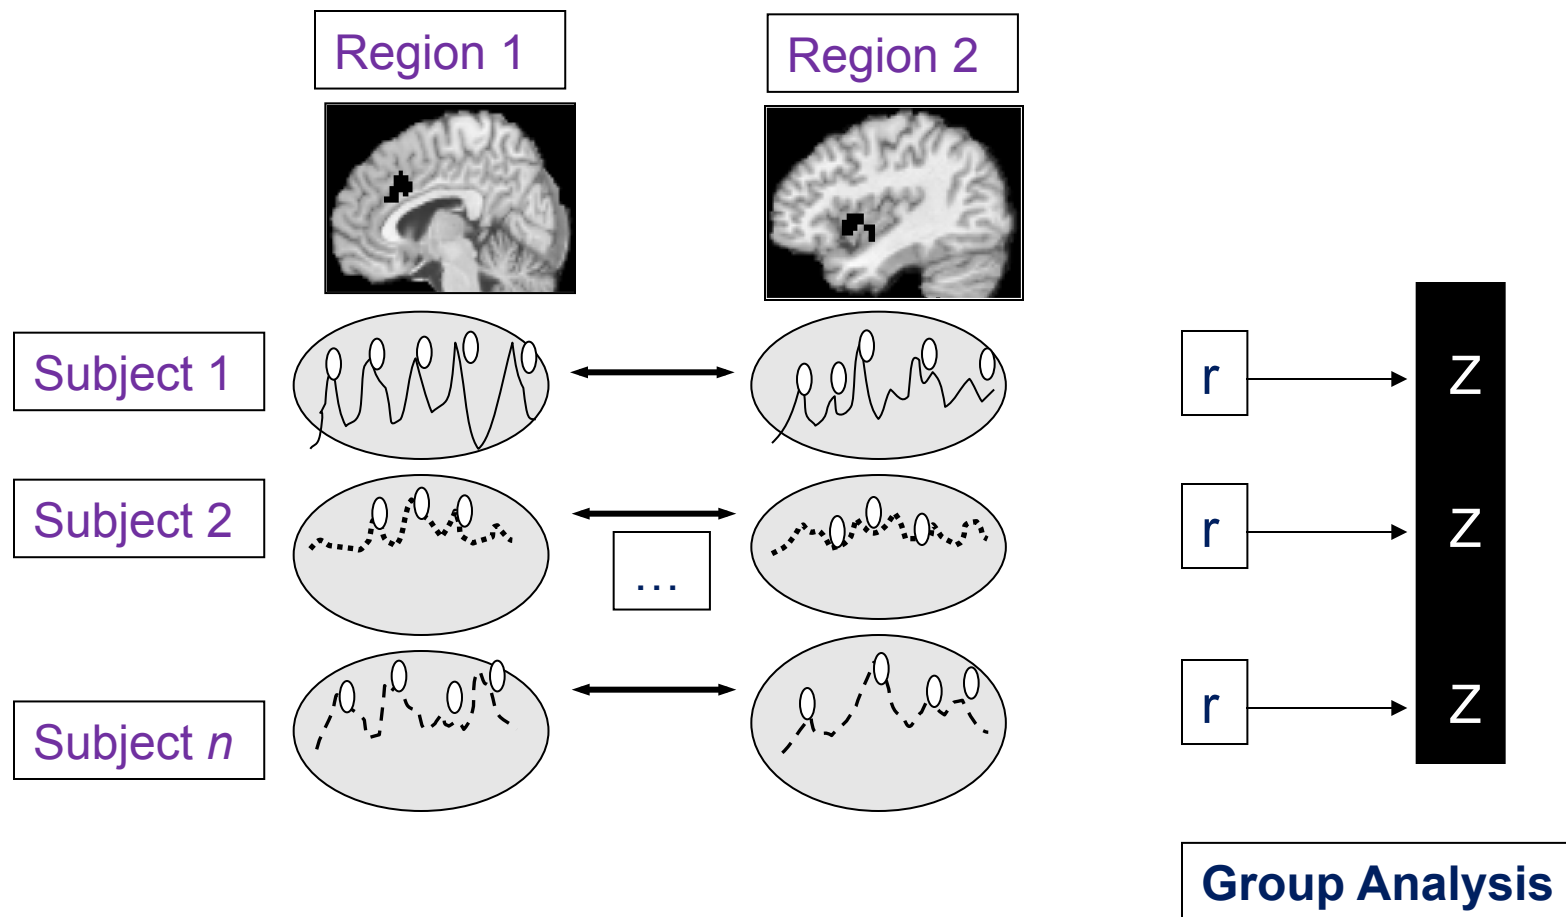 Region 1
Region 2
Subject 1
r
Z
Subject 2
...
r
Z
Subject n
r
Z
Group Analysis